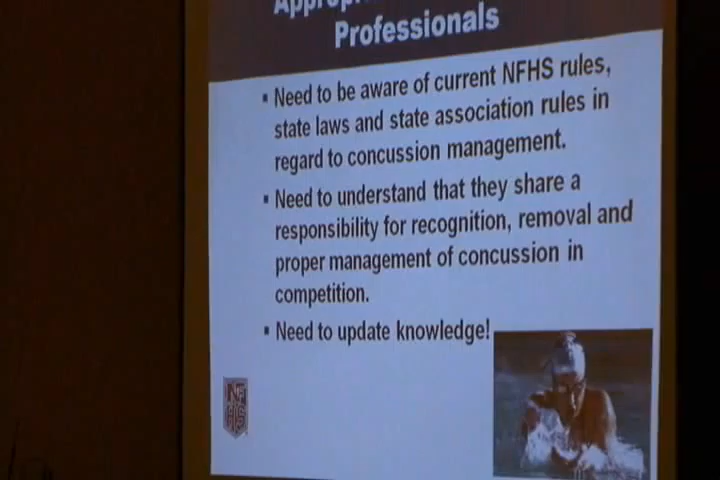 Professionals
▪ Need to be aware of current NFHS rules,
state laws and state association rules in
regard to concussion management.
▪ Need to understand that they share a
responsibility for recognition, removal and
proper management of concussion in
competition.
▪ Need to update knowledge!
NF
HS